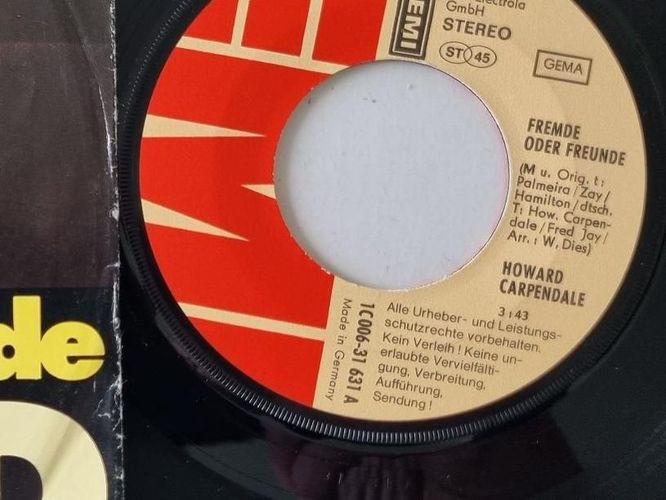 Electrola
GmbH
EMI
STEREO
ST 45
GEMA
FREMDE
ODER FREUNDE
(M u. Orig. t:
Palmeira/Zay/
Hamilton/dtsch.
T: How. Carpen-
dale/Fred Jay/
Arr.: W. Dies)
HOWARD
CARPENDALE
3:43
Alle Urheber- und Leistungs-
schutzrechte vorbehalten.
Kein Verleih! Keine un-
erlaubte Vervielfälti-
gung, Verbreitung,
Aufführung,
Sendung!
1C006-31 631 A
Made in Germany
de